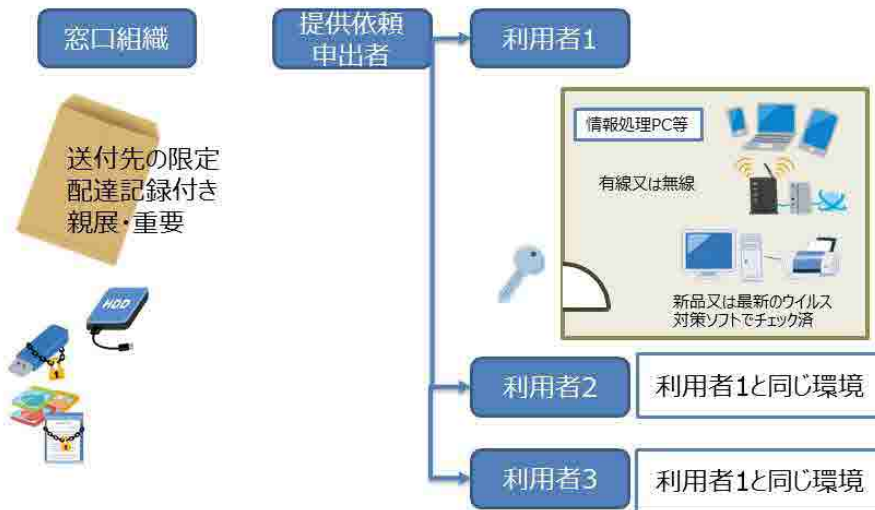 窓口組織
提供依頼
申出者
利用者1
送付先の限定
配達記録付き
親展・重要
HDD
情報処理PC等
有線又は無線
新品又は最新のウイルス
対策ソフトでチェック済
利用者2
利用者1と同じ環境
利用者3
利用者1と同じ環境